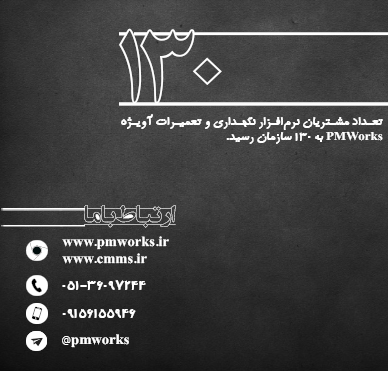 ۱۳۰
تعداد مشتریان نرم‌افزار نگهداری و تعمیرات آویژه
PMWorks به ۱۳۰ سازمان رسید.
ارتباط با ما
www.pmworks.ir
www.cmms.ir
۰۵۱-۳۶۰۹۷۲۴۴
۰۹۱۵۶۱۵۵۹۴۶
@pmworks